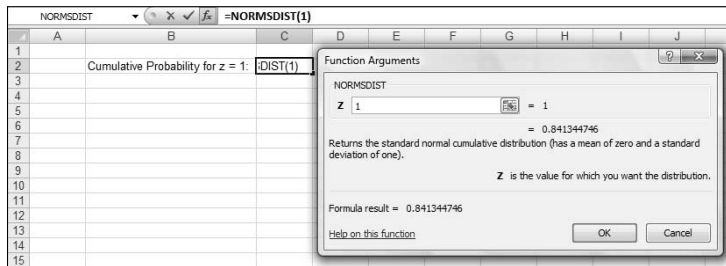 NORMSDIST fx =NORMSDIST(1)
A B C D E F G H I J
1
2 Cumulative Probability for z = 1: :DIST(1)
3
4
5
6
7
8
9
10
11
12
13
14
15
Function Arguments
NORMSDIST
Z 1 = 1
= 0.841344746
Returns the standard normal cumulative distribution (has a mean of zero and a standard
deviation of one).
Z is the value for which you want the distribution.
Formula result = 0.841344746
Help on this function OK Cancel